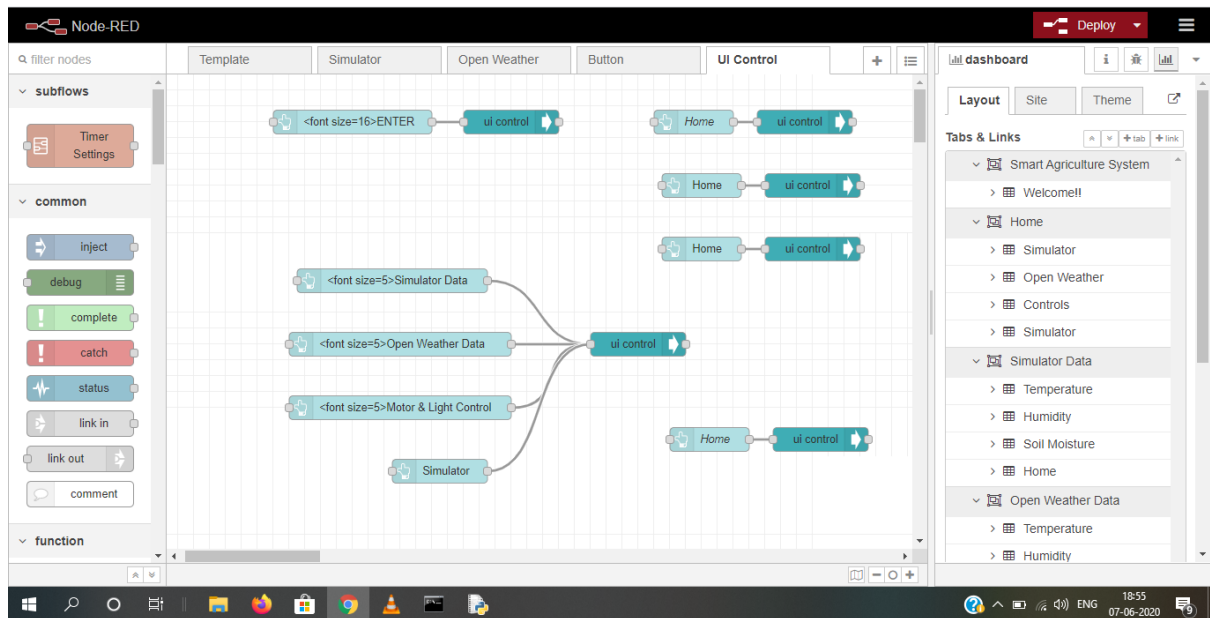 Node-RED
Deploy
filter nodes
Template
Simulator
Open Weather
Button
UI Control
dashboard
i
subflows
Timer
Settings
common
inject
debug
complete
catch
status
link in
link out
comment
function
<font size=16>ENTER
ui control
Home
ui control
Home
ui control
Home
ui control
<font size=5>Simulator Data
<font size=5>Open Weather Data
ui control
<font size=5>Motor & Light Control
Home
ui control
Simulator
Layout
Site
Theme
Tabs & Links
+ tab
+ link
Smart Agriculture System
Welcome!!
Home
Simulator
Open Weather
Controls
Simulator
Simulator Data
Temperature
Humidity
Soil Moisture
Home
Open Weather Data
Temperature
Humidity
ENG
18:55
07-06-2020
9